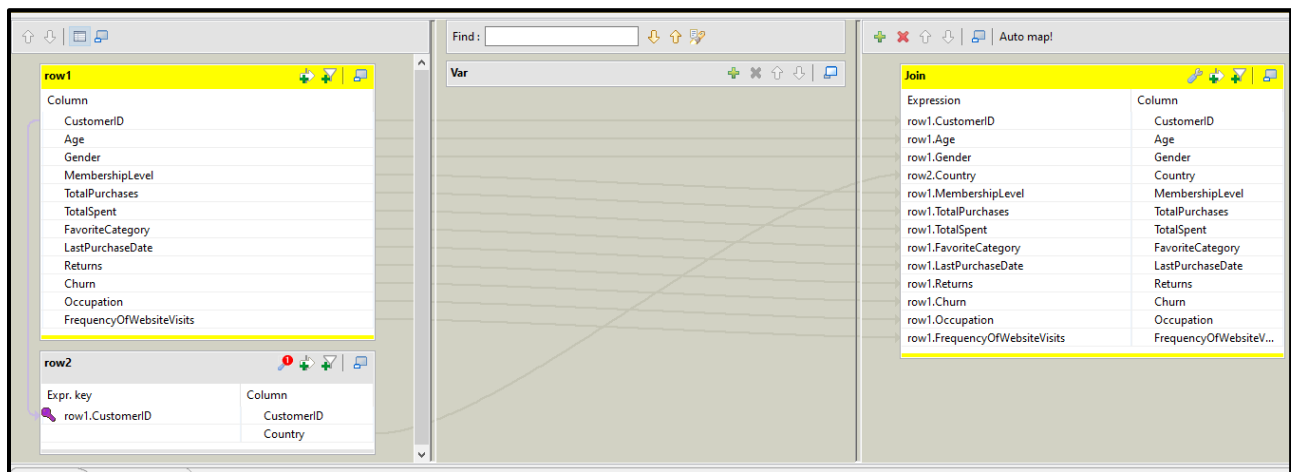 Find :
Auto map!
row1
Column
CustomerID
Age
Gender
MembershipLevel
TotalPurchases
TotalSpent
FavoriteCategory
LastPurchaseDate
Returns
Churn
Occupation
FrequencyOfWebsiteVisits
row2
Expr. key Column
row1.CustomerID CustomerID
Country
Var
Join
Expression Column
row1.CustomerID CustomerID
row1.Age Age
row1.Gender Gender
row2.Country Country
row1.MembershipLevel MembershipLevel
row1.TotalPurchases TotalPurchases
row1.TotalSpent TotalSpent
row1.FavoriteCategory FavoriteCategory
row1.LastPurchaseDate LastPurchaseDate
row1.Returns Returns
row1.Churn Churn
row1.Occupation Occupation
row1.FrequencyOfWebsiteVisits FrequencyOfWebsiteV...